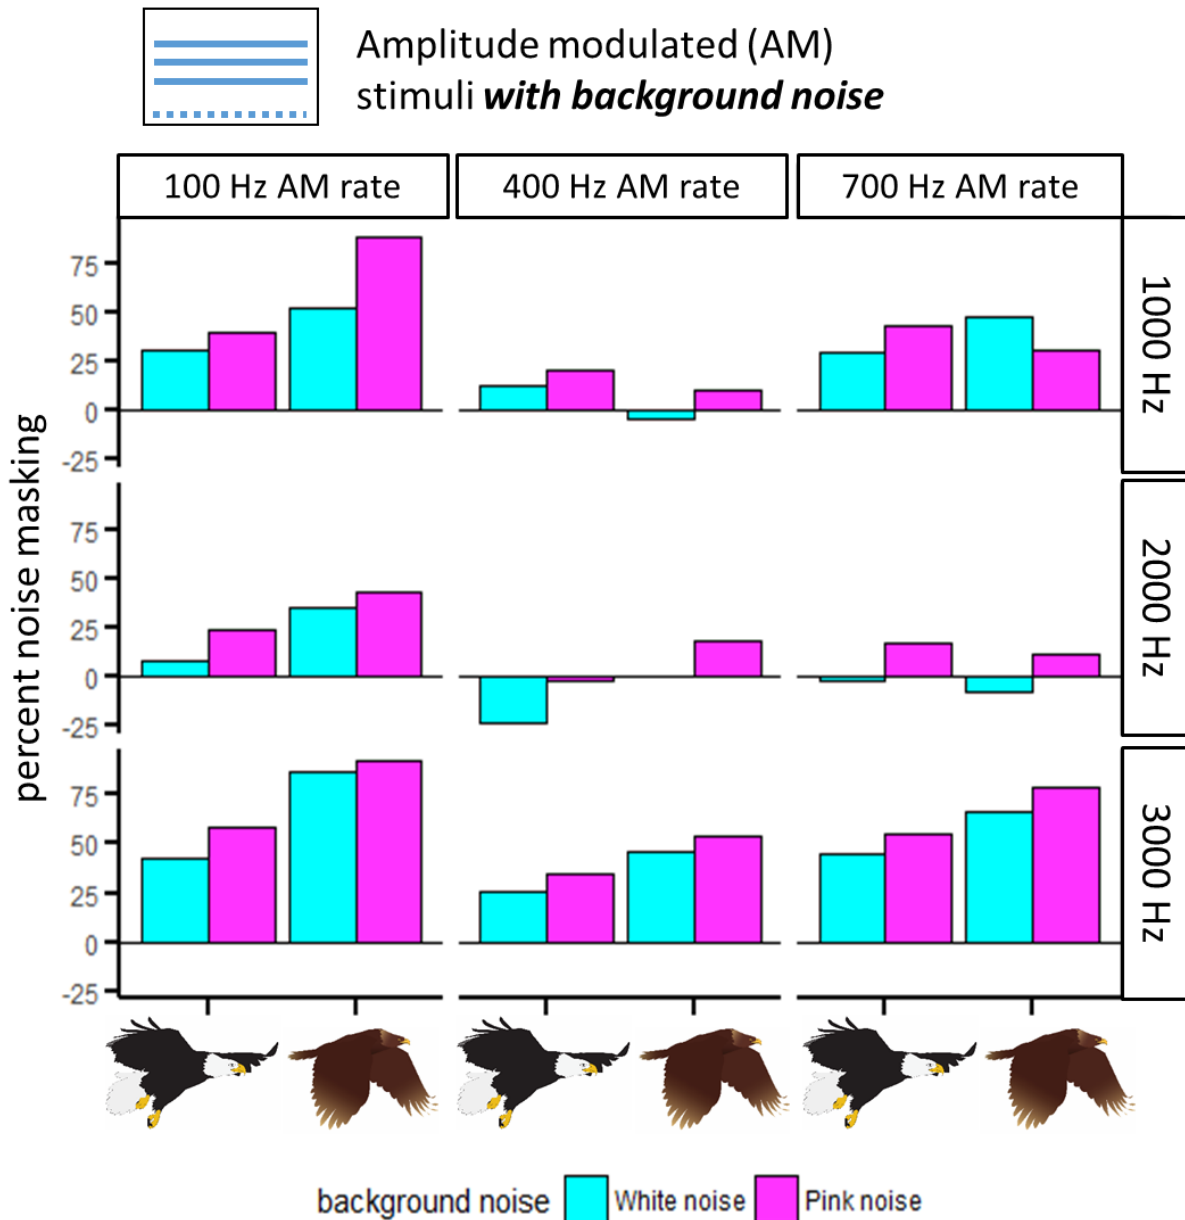 Amplitude modulated (AM)
stimuli with background noise
100 Hz AM rate
400 Hz AM rate
700 Hz AM rate
percent noise masking
75
50
25
0
-25
1000 Hz
75
50
25
0
-25
2000 Hz
75
50
25
0
-25
3000 Hz
background noise
White noise
Pink noise